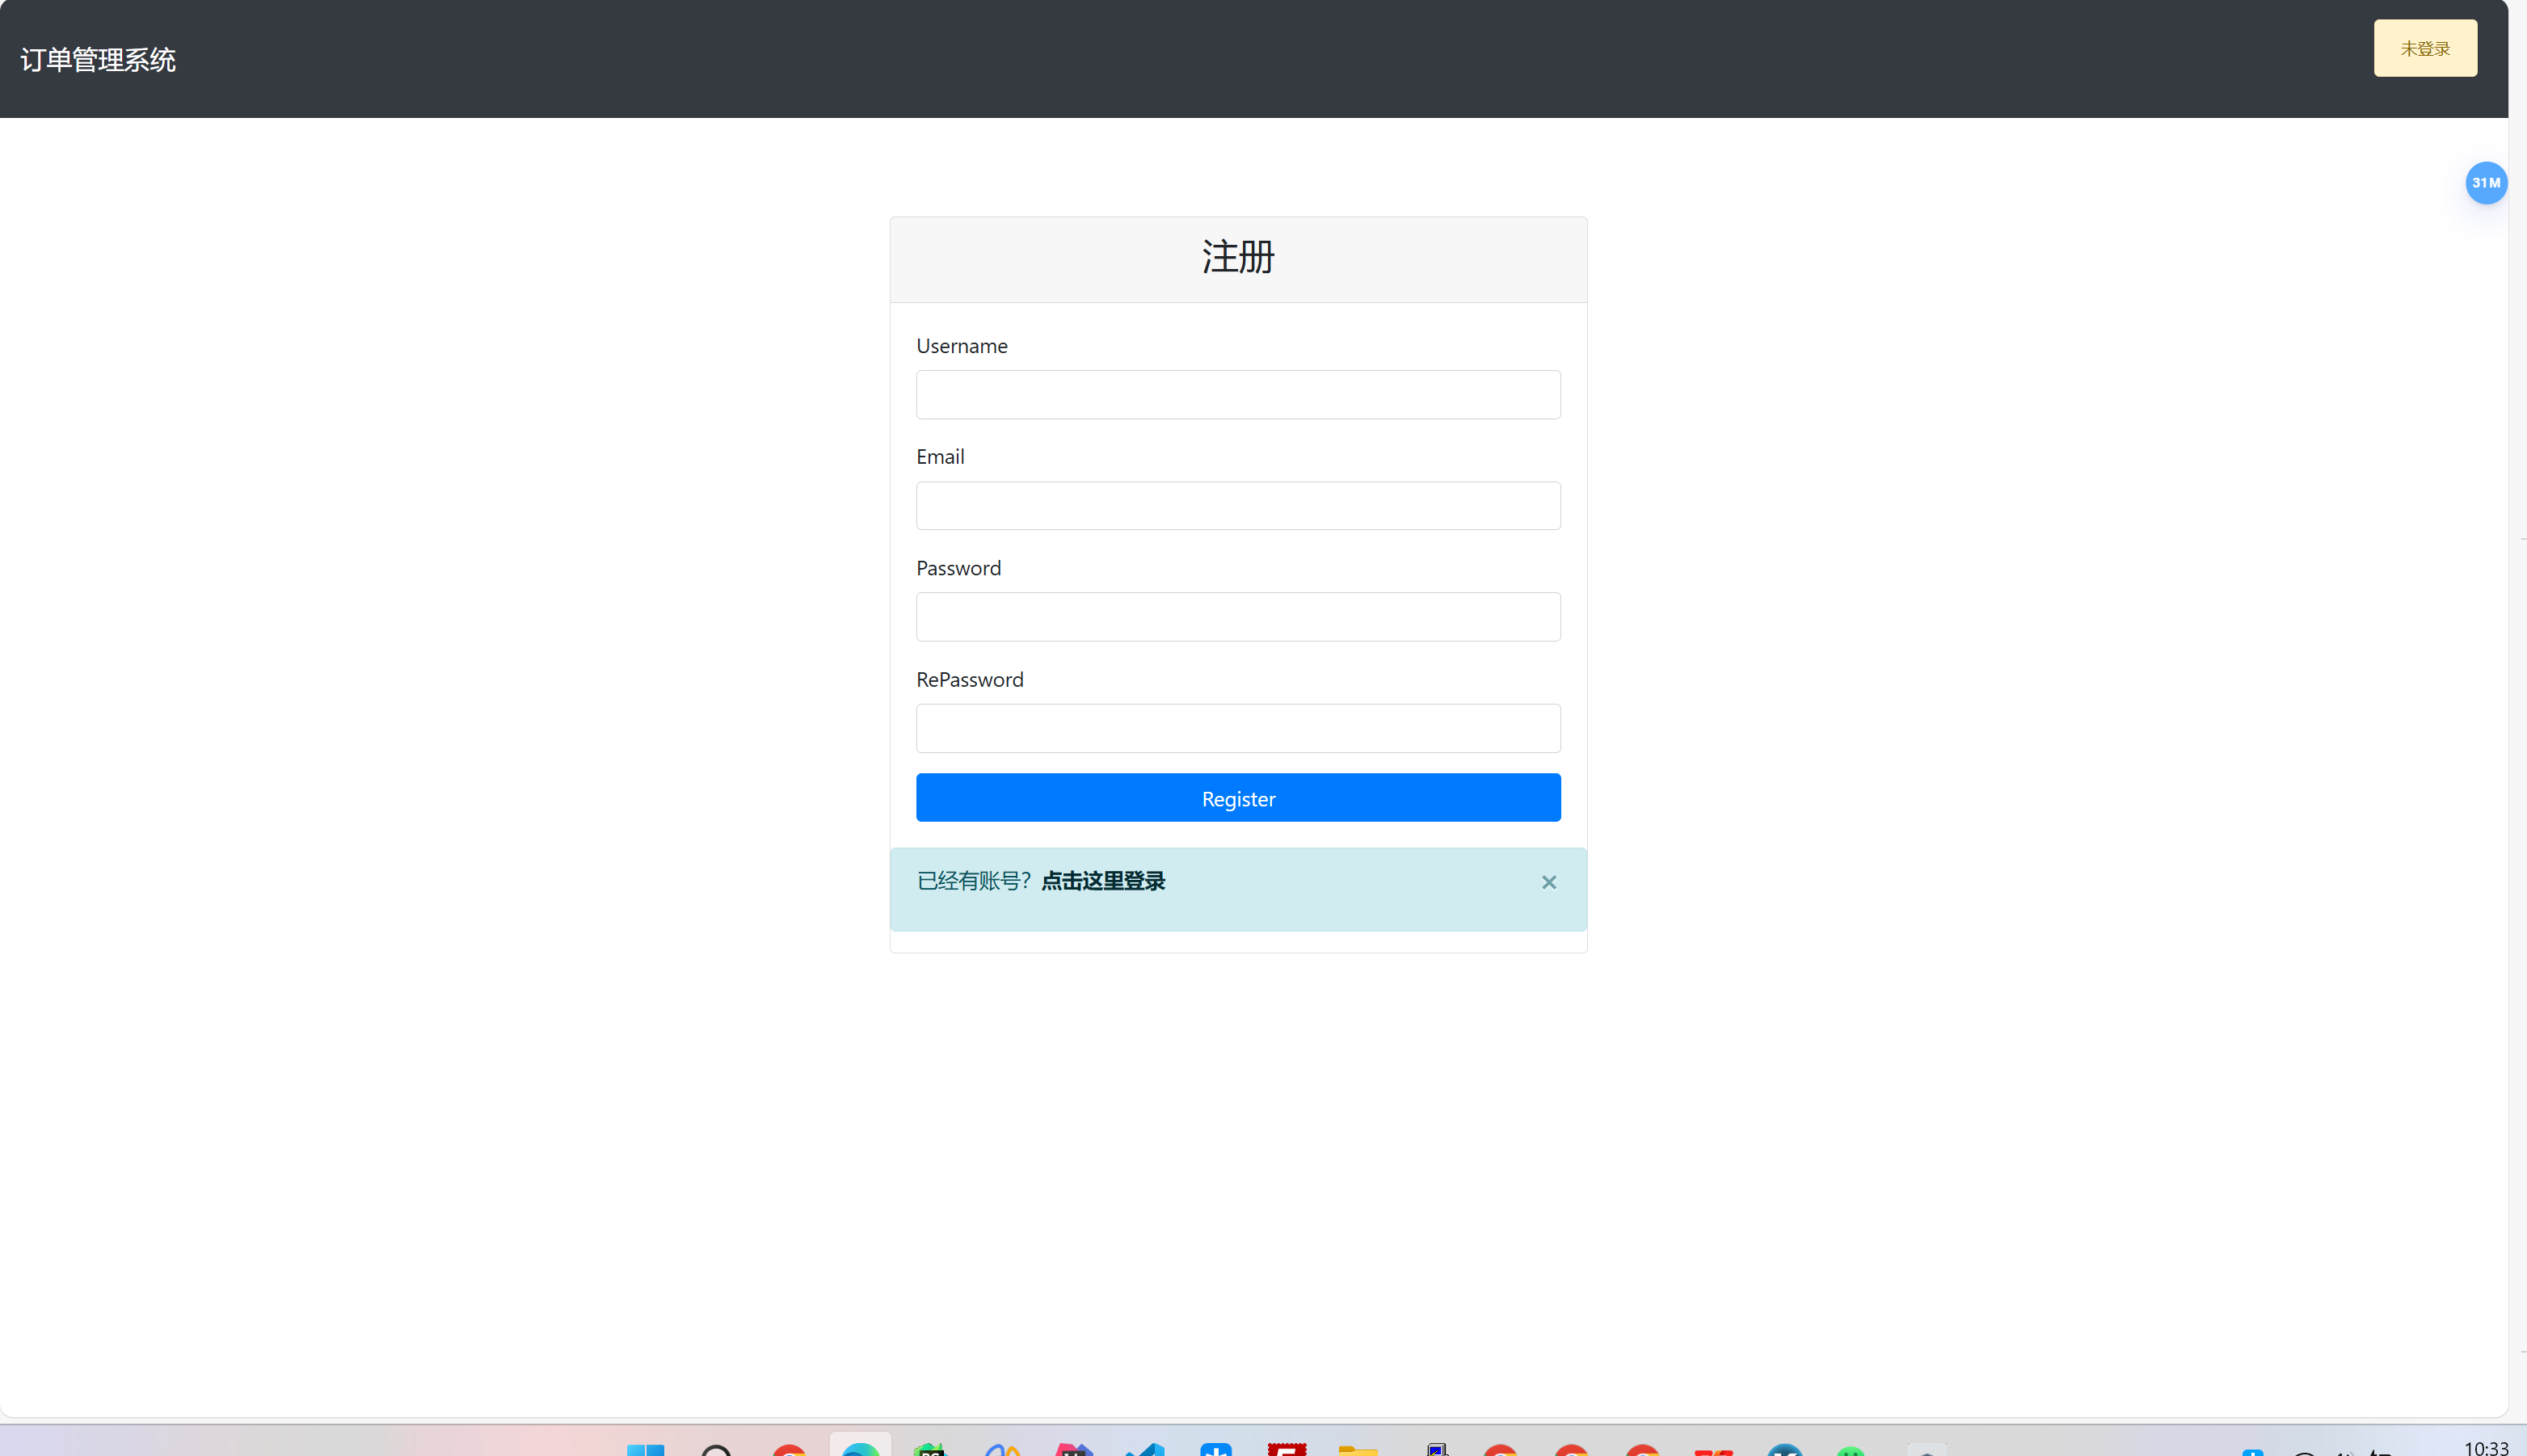 订单管理系统
未登录
31M
注册
Username
Email
Password
RePassword
Register
已经有账号？点击这里登录
×
10:33